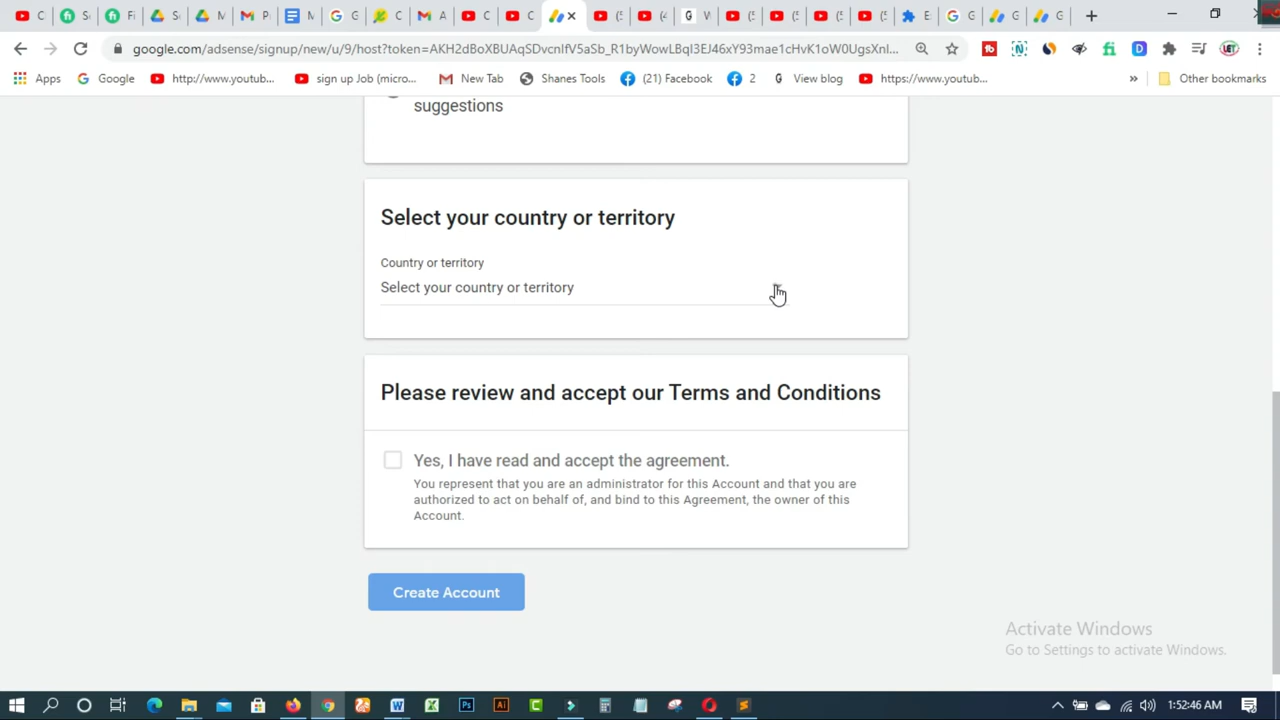 google.com/adsense/signup/new/u/9/host?token=AKH2dBoXBUAqSDvcnIfV5aSb_R1byWowLBqI3EJ46xY93mae1cHvK1oW0UgsXnI...
Apps Google http://www.youtub... sign up Job (micro... New Tab Shanes Tools (21) Facebook 2 View blog https://www.youtub... » Other bookmarks
suggestions
Select your country or territory
Country or territory
Select your country or territory
Please review and accept our Terms and Conditions
Yes, I have read and accept the agreement.
You represent that you are an administrator for this Account and that you are
authorized to act on behalf of, and bind to this Agreement, the owner of this
Account.
Create Account
Activate Windows
Go to Settings to activate Windows.
1:52:46 AM